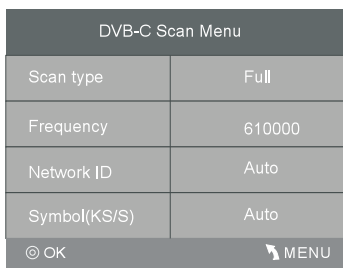 DVB-C Scan Menu
Scan type Full
Frequency 610000
Network ID Auto
Symbol(KS/S) Auto
OK MENU